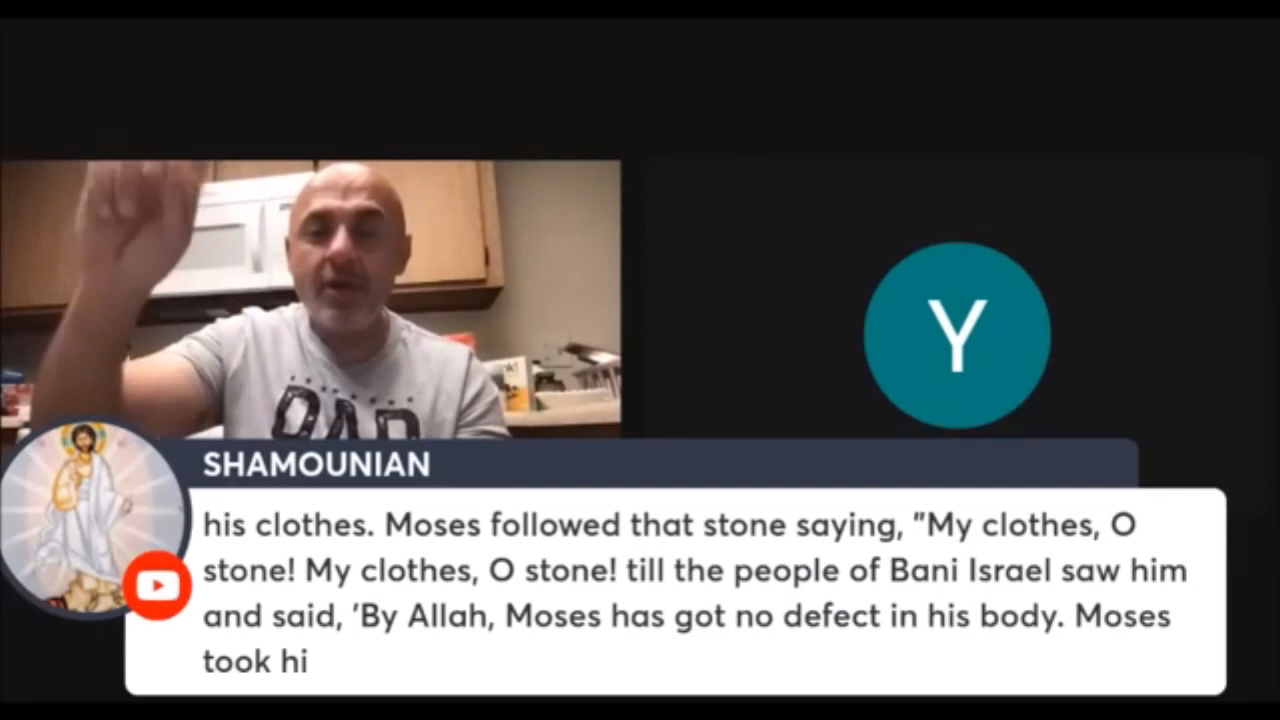 DAD
Y
SHAMOUNIAN
his clothes. Moses followed that stone saying, "My clothes, O
stone! My clothes, O stone! till the people of Bani Israel saw him
and said, 'By Allah, Moses has got no defect in his body. Moses
took hi